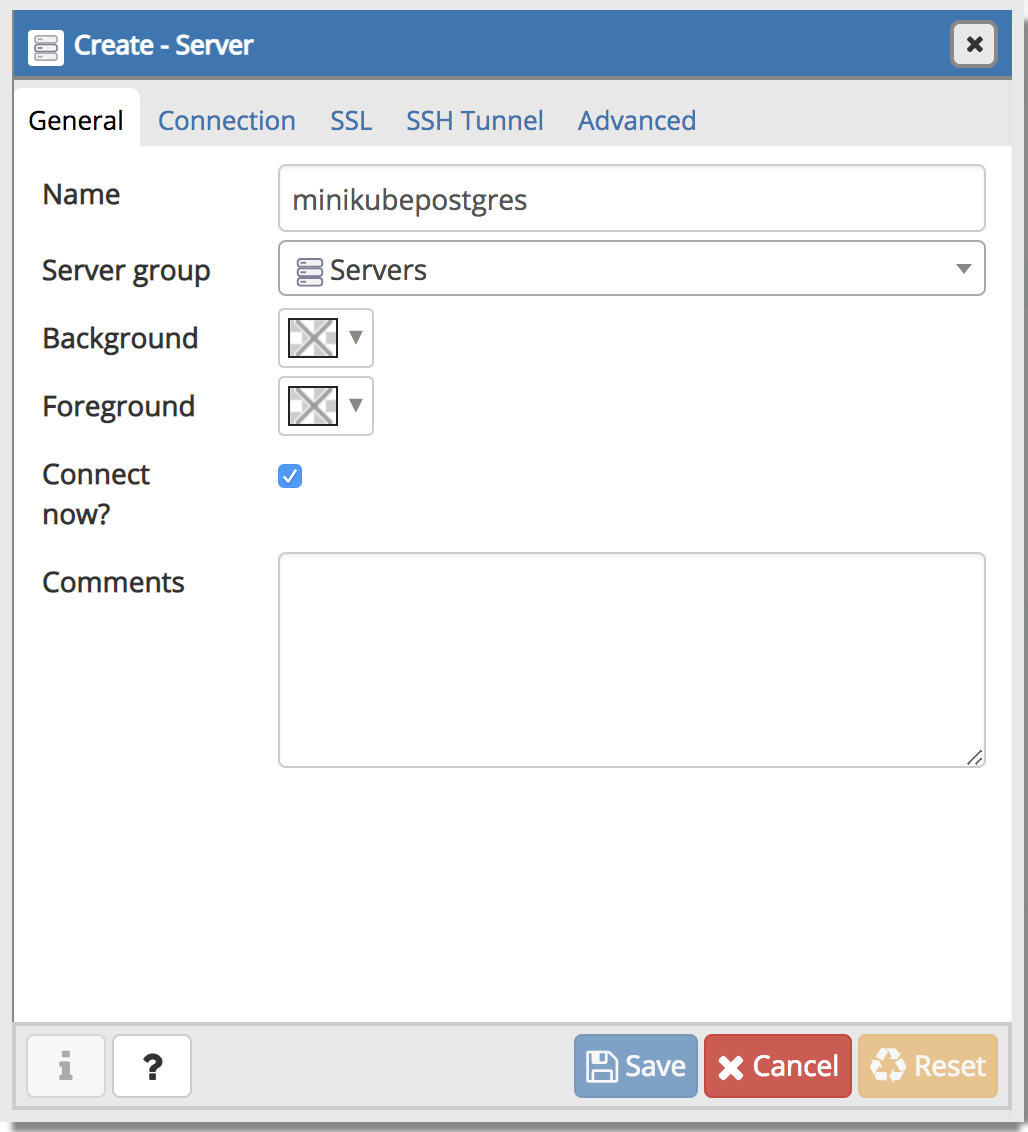 Create - Server
General Connection SSL SSH Tunnel Advanced
Name minikubepostgres
Server group Servers
Background
Foreground
Connect
now?
Comments
i ? Save Cancel Reset